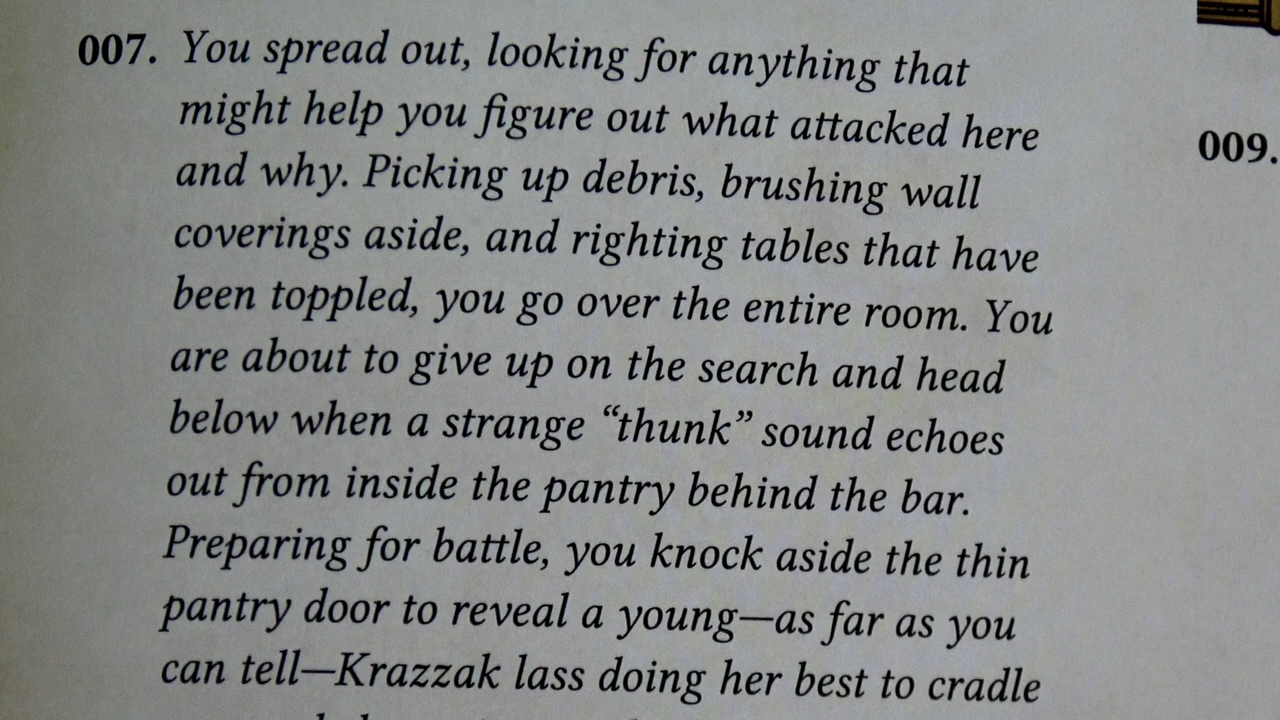 007. You spread out, looking for anything that
might help you figure out what attacked here
and why. Picking up debris, brushing wall
coverings aside, and righting tables that have
been toppled, you go over the entire room. You
are about to give up on the search and head
below when a strange “thunk” sound echoes
out from inside the pantry behind the bar.
Preparing for battle, you knock aside the thin
pantry door to reveal a young—as far as you
can tell—Krazzak lass doing her best to cradle
009.